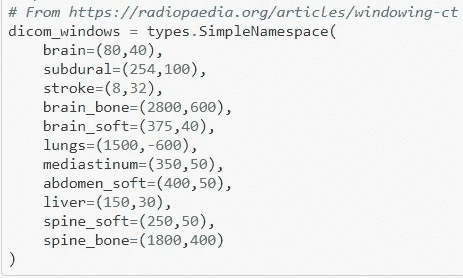 # From https://radiopaedia.org/articles/windowing-ct
dicom_windows = types.SimpleNamespace(
    brain=(80,40),
    subdural=(254,100),
    stroke=(8,32),
    brain_bone=(2800,600),
    brain_soft=(375,40),
    lungs=(1500,-600),
    mediastinum=(350,50),
    abdomen_soft=(400,50),
    liver=(150,30),
    spine_soft=(250,50),
    spine_bone=(1800,400)
)